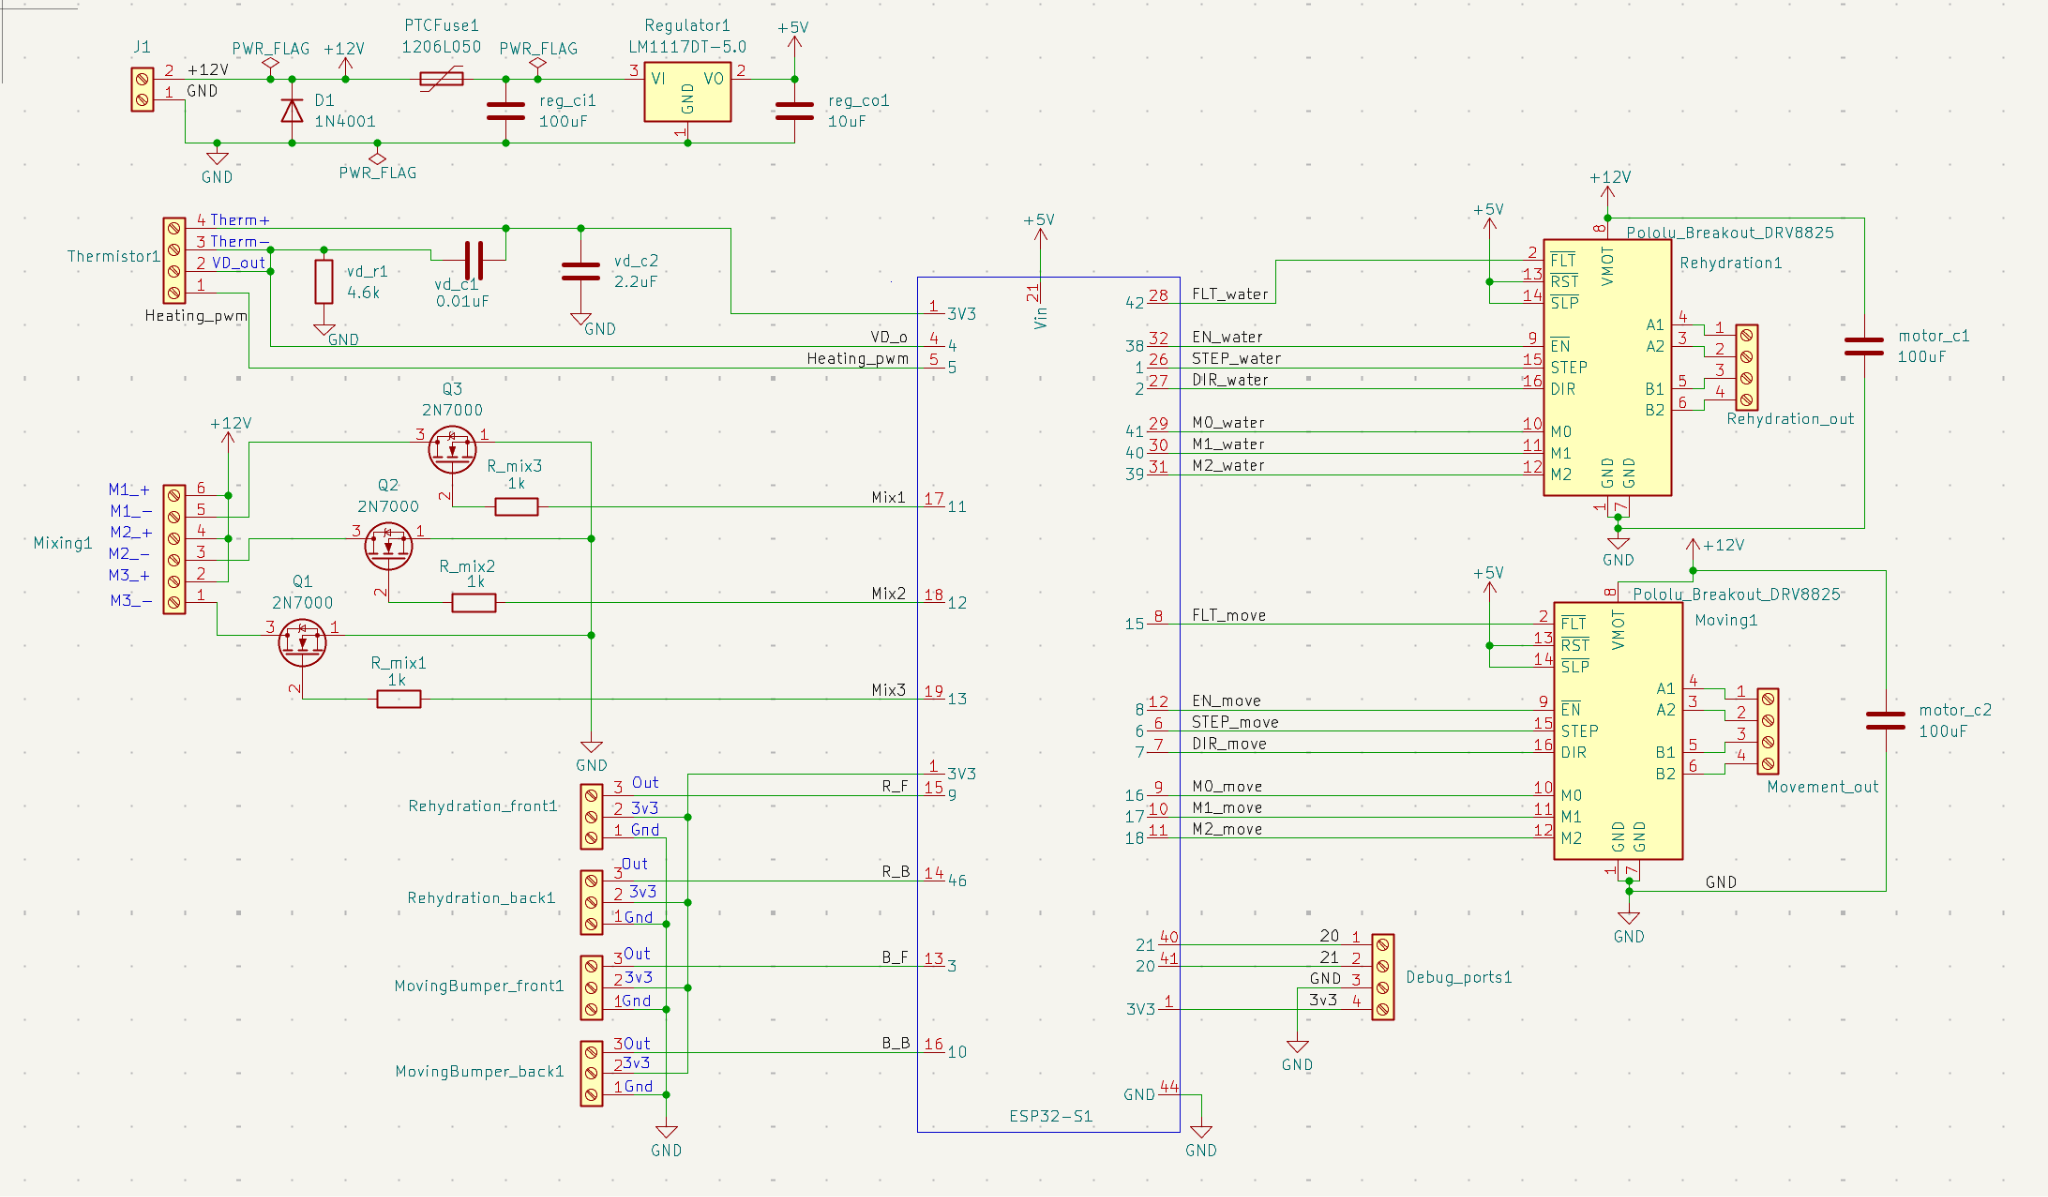 J1
2 +12V
1 GND
PWR_FLAG
+12V
D1
1N4001
GND
PWR_FLAG
PTCFuse1
1206L050
PWR_FLAG
reg_ci1
100uF
Regulator1
LM1117DT-5.0
3 VI VO 2
GND
1
+5V
reg_co1
10uF
Thermistor1
4 Therm+
3 Therm-
2 VD_out
1
Heating_pwm
vd_r1
4.6k
GND
vd_c1
0.01uF
vd_c2
2.2uF
GND
+12V
Mixing1
M1_+ 6
M1_- 5
M2_+ 4
M2_- 3
M3_+ 2
M3_- 1
Q3
2N7000
3 1
2
R_mix3
1k
Q2
2N7000
3 1
2
R_mix2
1k
Q1
2N7000
3 1
2
R_mix1
1k
GND
Rehydration_front1
3 Out
2 3v3
1 Gnd
Rehydration_back1
3 Out
2 3v3
1 Gnd
MovingBumper_front1
3 Out
2 3v3
1 Gnd
MovingBumper_back1
3 Out
2 3v3
1 Gnd
GND
+5V
21
Vin
1 3V3
VD_o 4 4
Heating_pwm 5 5
Mix1 17 11
Mix2 18 12
Mix3 19 13
1 3V3
R_F 15 9
R_B 14 46
B_F 13 3
B_B 16 10
ESP32-S1
42 28 FLT_water
38 32 EN_water
1 26 STEP_water
2 27 DIR_water
41 29 M0_water
40 30 M1_water
39 31 M2_water
15 8 FLT_move
8 12 EN_move
6 6 STEP_move
7 7 DIR_move
16 9 M0_move
17 10 M1_move
18 11 M2_move
21 40 20 1
20 41 21 2
GND 3
3V3 1 3v3 4
Debug_ports1
GND
GND 44
GND
+12V
+5V
8
Pololu_Breakout_DRV8825
Rehydration1
VMOT
2 FLT
13 RST
14 SLP
9 EN
15 STEP
16 DIR
10 M0
11 M1
12 M2
A1 4
A2 3
B1 5
B2 6
GND GND
1 7
GND
1
2
3
4
Rehydration_out
motor_c1
100uF
+12V
+5V
8
Pololu_Breakout_DRV8825
Moving1
VMOT
2 FLT
13 RST
14 SLP
9 EN
15 STEP
16 DIR
10 M0
11 M1
12 M2
A1 4
A2 3
B1 5
B2 6
GND GND
1 7
GND
GND
1
2
3
4
Movement_out
motor_c2
100uF